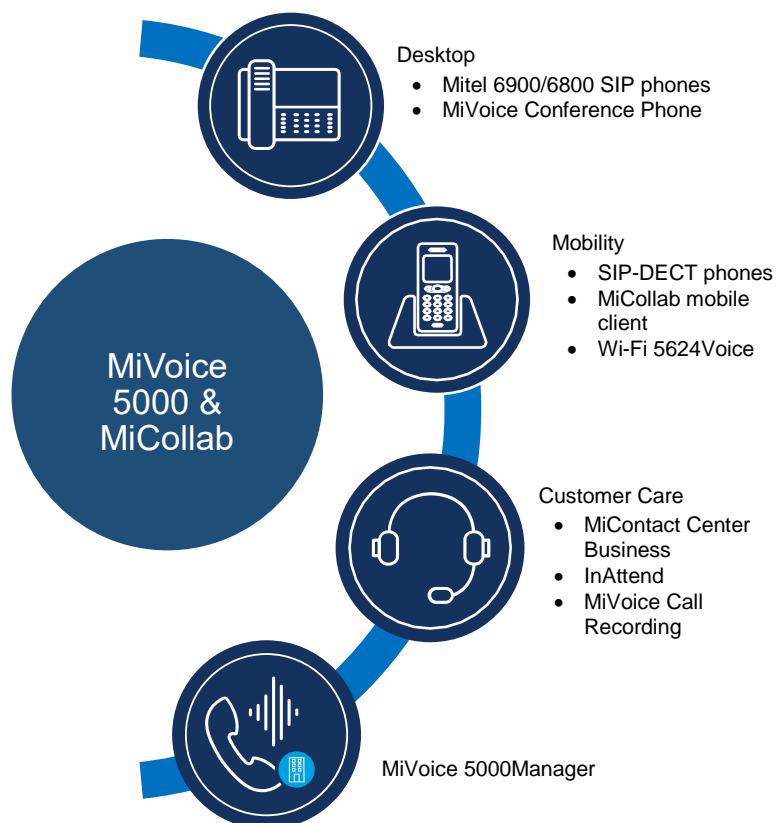 Desktop
• Mitel 6900/6800 SIP phones
• MiVoice Conference Phone
Mobility
• SIP-DECT phones
• MiCollab mobile
client
• Wi-Fi 5624Voice
MiVoice
5000 &
MiCollab
Customer Care
• MiContact Center
Business
• InAttend
• MiVoice Call
Recording
MiVoice 5000Manager